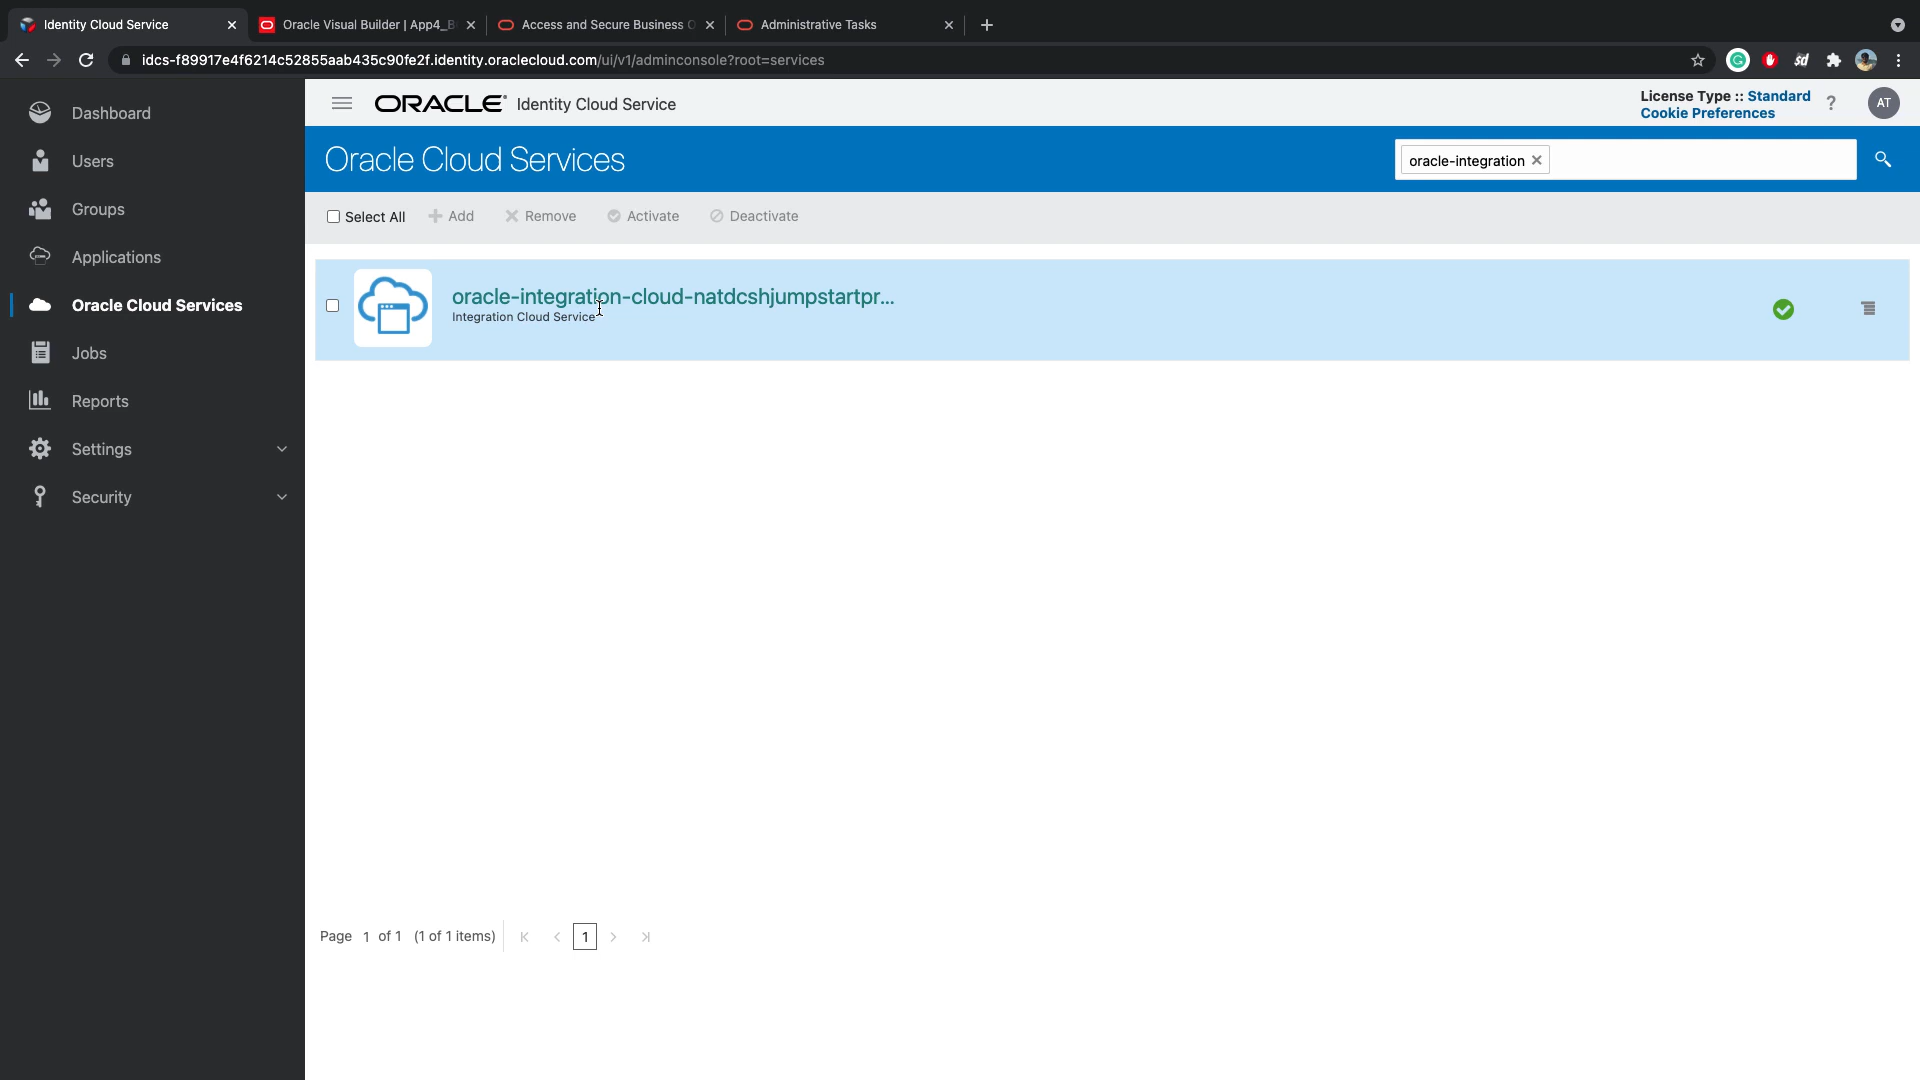 Identity Cloud Service
Oracle Visual Builder | App4_B
Access and Secure Business O
Administrative Tasks
idcs-f89917e4f6214c52855aab435c90fe2f.identity.oraclecloud.com/ui/v1/adminconsole?root=services
Dashboard
Users
Groups
Applications
Oracle Cloud Services
Jobs
Reports
Settings
Security
ORACLE Identity Cloud Service
License Type :: Standard
Cookie Preferences
?
AT
Oracle Cloud Services
oracle-integration
Select All
Add
Remove
Activate
Deactivate
oracle-integration-cloud-natdcshjumpstartpr...
Integration Cloud Service
Page 1 of 1 (1 of 1 items)
1